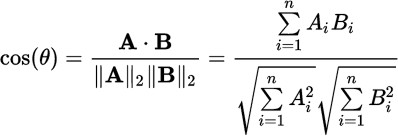 cos(θ) = A · B / ‖A‖₂‖B‖₂ = ∑ᵢ₌₁ⁿ AᵢBᵢ / √(∑ᵢ₌₁ⁿ Aᵢ²) √(∑ᵢ₌₁ⁿ Bᵢ²)